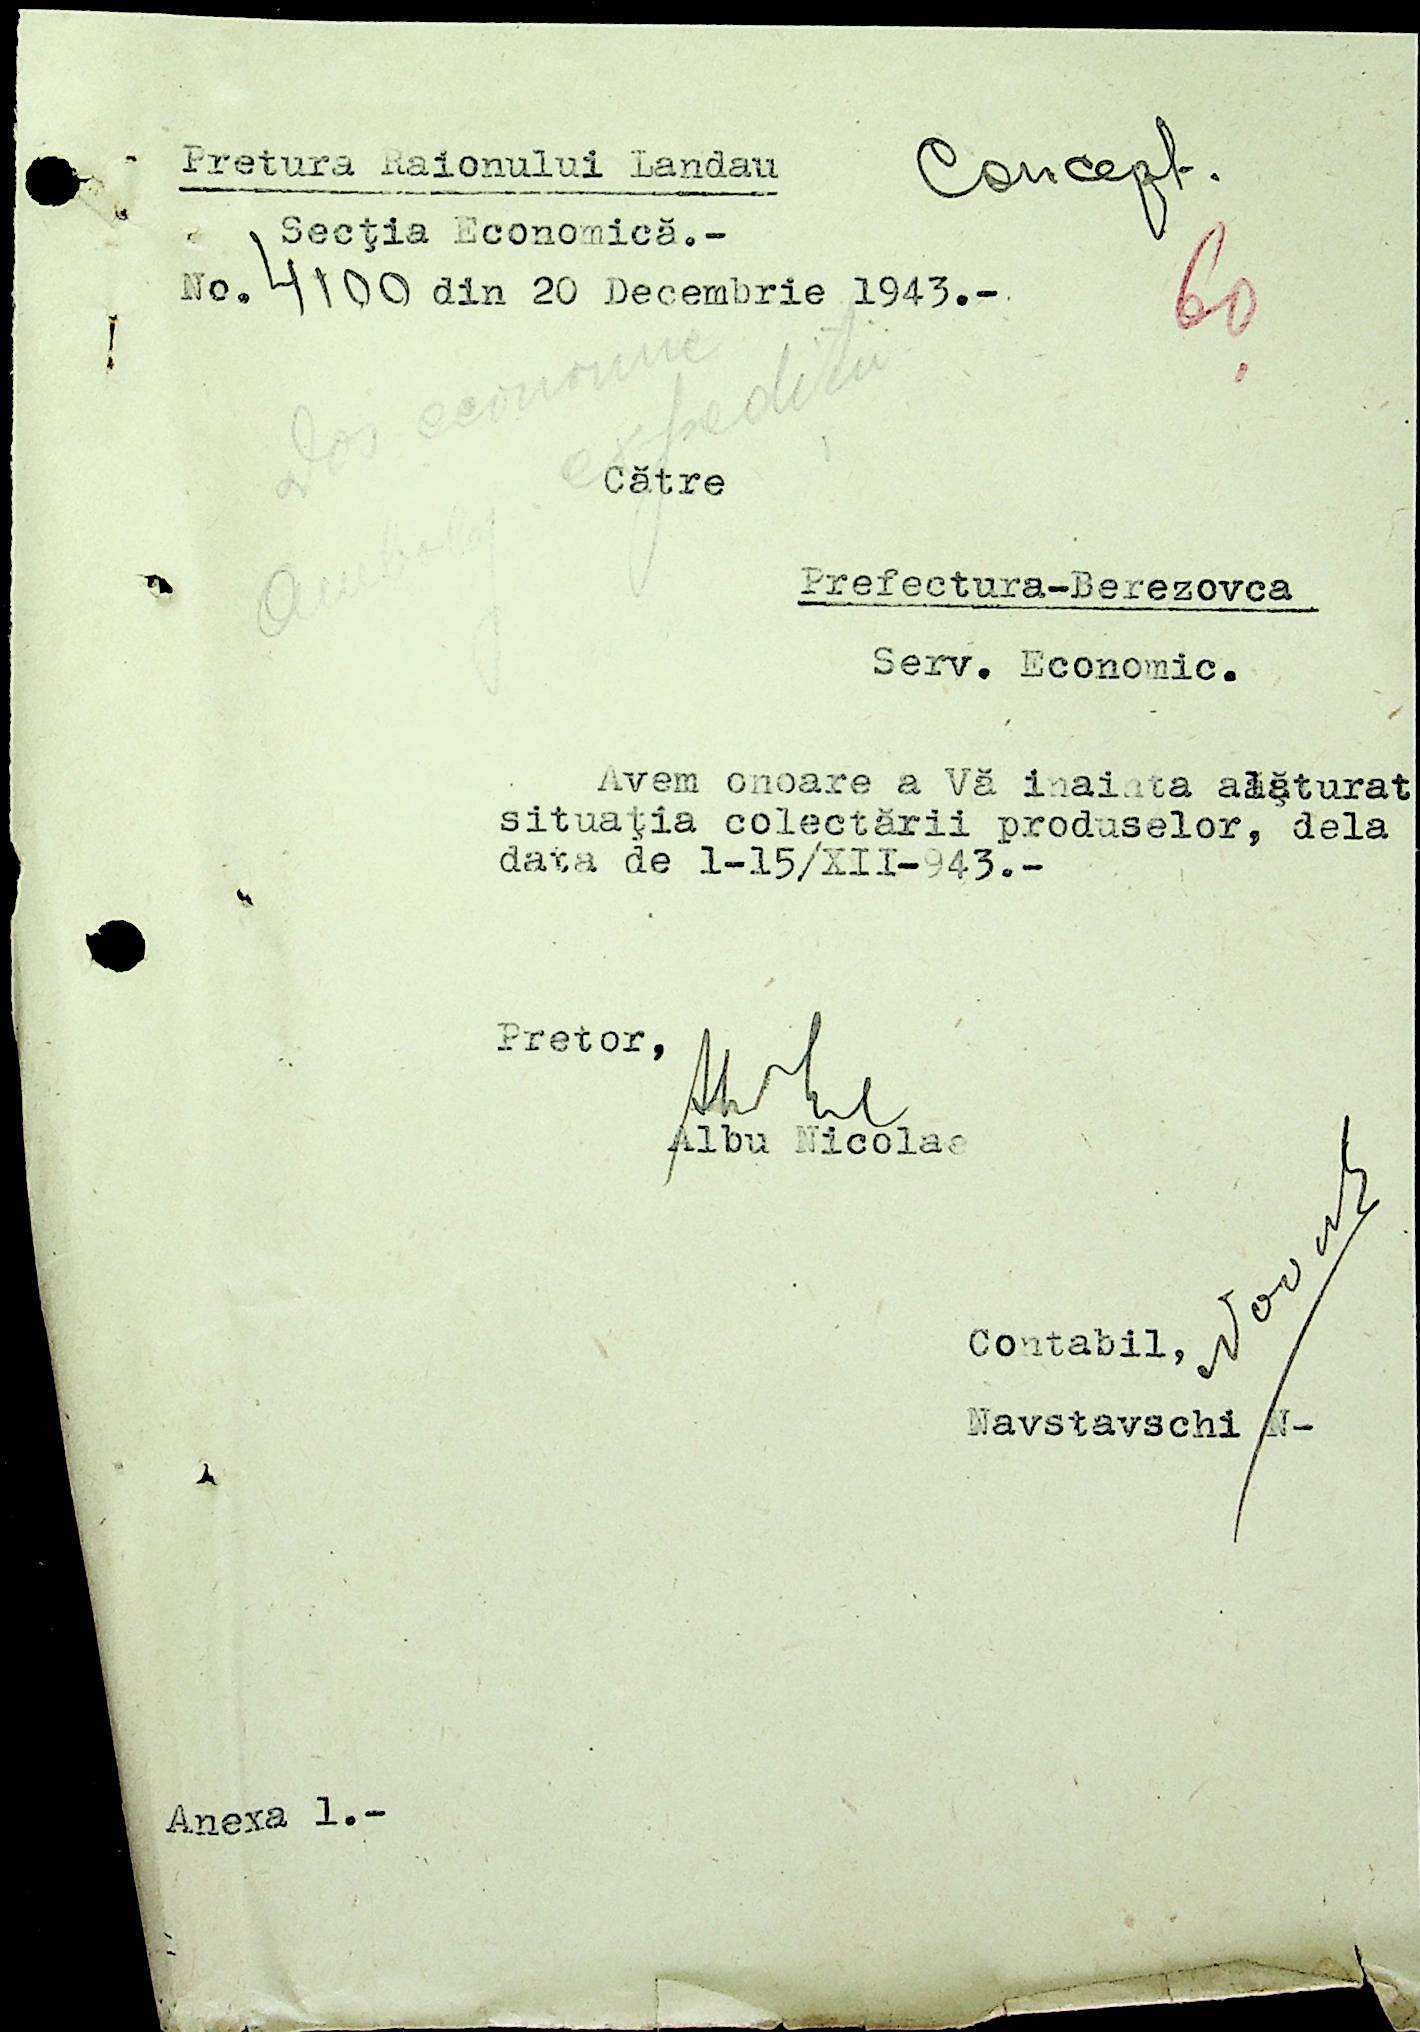 Pretura Raionului Landau
Concept.
Secţia Economică.-
No. 4100 din 20 Decembrie 1943.-
60
Dos economic
expediţii
Către
Prefectura-Berezovca
Serv. Economic.
Avem onoare a Vă inainta alăturat
situaţia colectării produselor, dela
data de 1-15/XII-943.-
Pretor,
Albu Nicolae
Contabil,
Navstavschi N-
Anexa 1.-